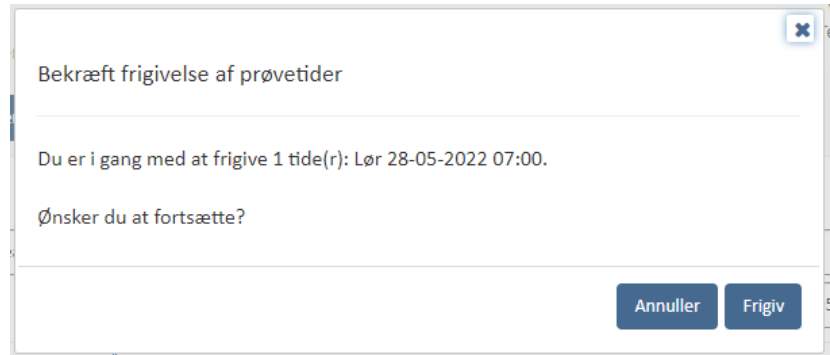 Bekræft frigivelse af prøvetider
Du er i gang med at frigive 1 tide(r): Lør 28-05-2022 07:00.
Ønsker du at fortsætte?
Annuller Frigiv